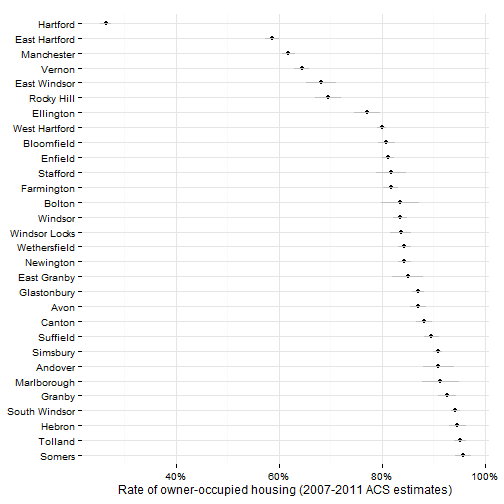 Hartford
East Hartford
Manchester
Vernon
East Windsor
Rocky Hill
Ellington
West Hartford
Bloomfield
Enfield
Stafford
Farmington
Bolton
Windsor
Windsor Locks
Wethersfield
Newington
East Granby
Glastonbury
Avon
Canton
Suffield
Simsbury
Andover
Marlborough
Granby
South Windsor
Hebron
Tolland
Somers
40% 60% 80% 100%
Rate of owner-occupied housing (2007-2011 ACS estimates)